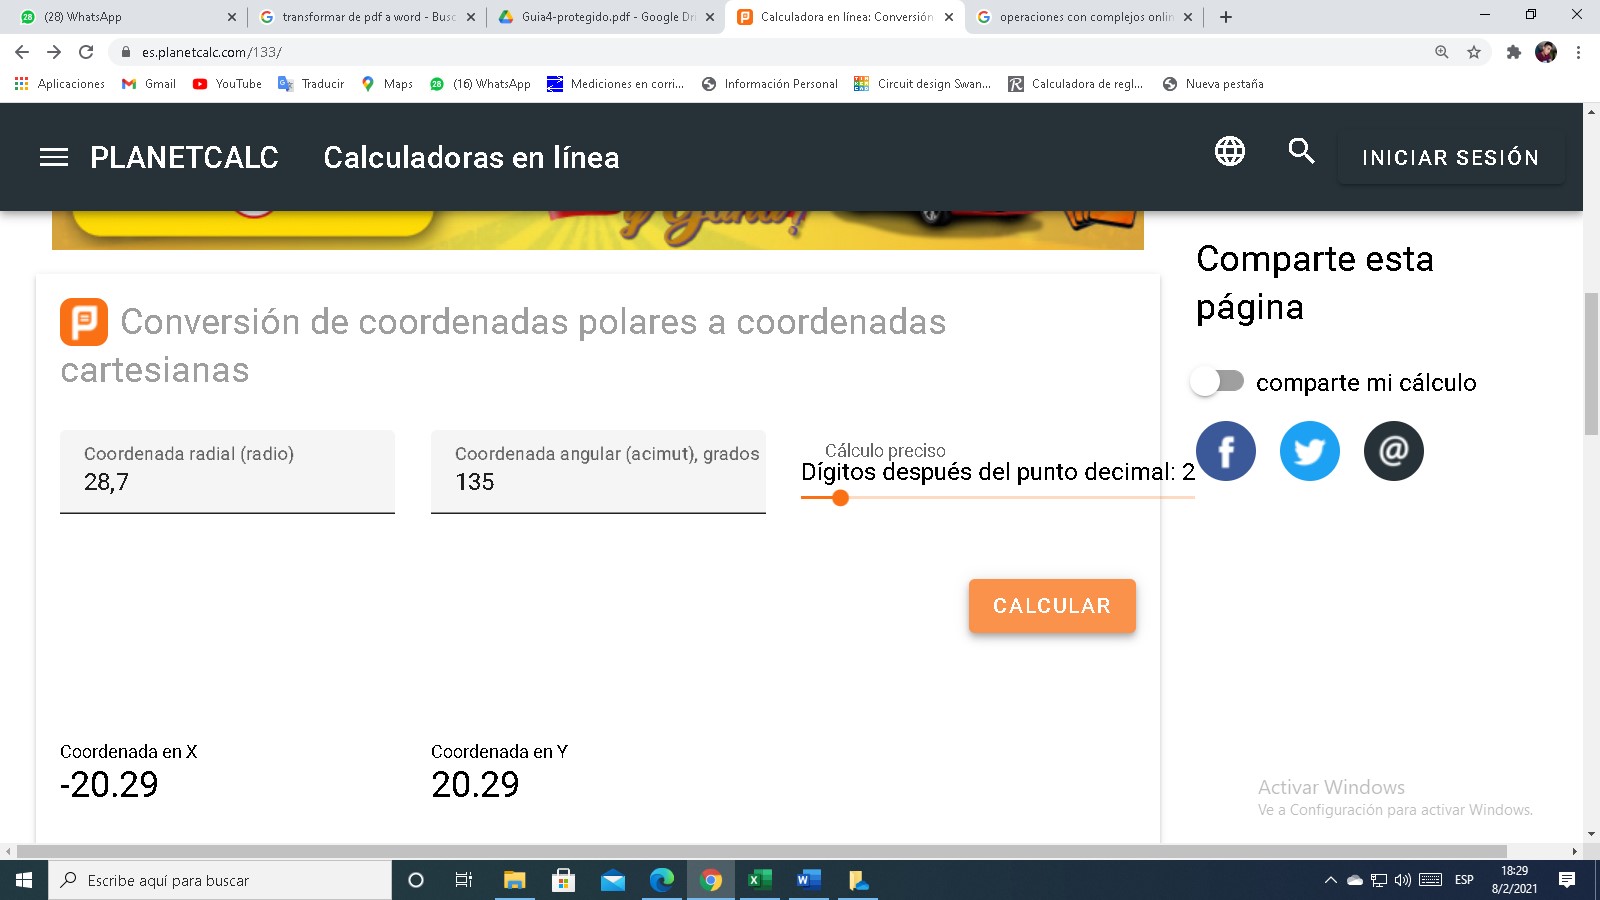 (28) WhatsApp
transformar de pdf a word - Busc
Guia4-protegido.pdf - Google Dri
Calculadora en línea: Conversión
operaciones con complejos onlin
es.planetcalc.com/133/
Aplicaciones
Gmail
YouTube
Traducir
Maps
(16) WhatsApp
Mediciones en corri...
Información Personal
Circuit design Swan...
Calculadora de regl...
Nueva pestaña
PLANETCALC
Calculadoras en línea
INICIAR SESIÓN
y Gana!
Comparte esta
página
comparte mi cálculo
Conversión de coordenadas polares a coordenadas
cartesianas
Coordenada radial (radio)
28,7
Coordenada angular (acimut), grados
135
Cálculo preciso
Dígitos después del punto decimal: 2
CALCULAR
Coordenada en X
-20.29
Coordenada en Y
20.29
Activar Windows
Ve a Configuración para activar Windows.
Escribe aquí para buscar
ESP
18:29
8/2/2021